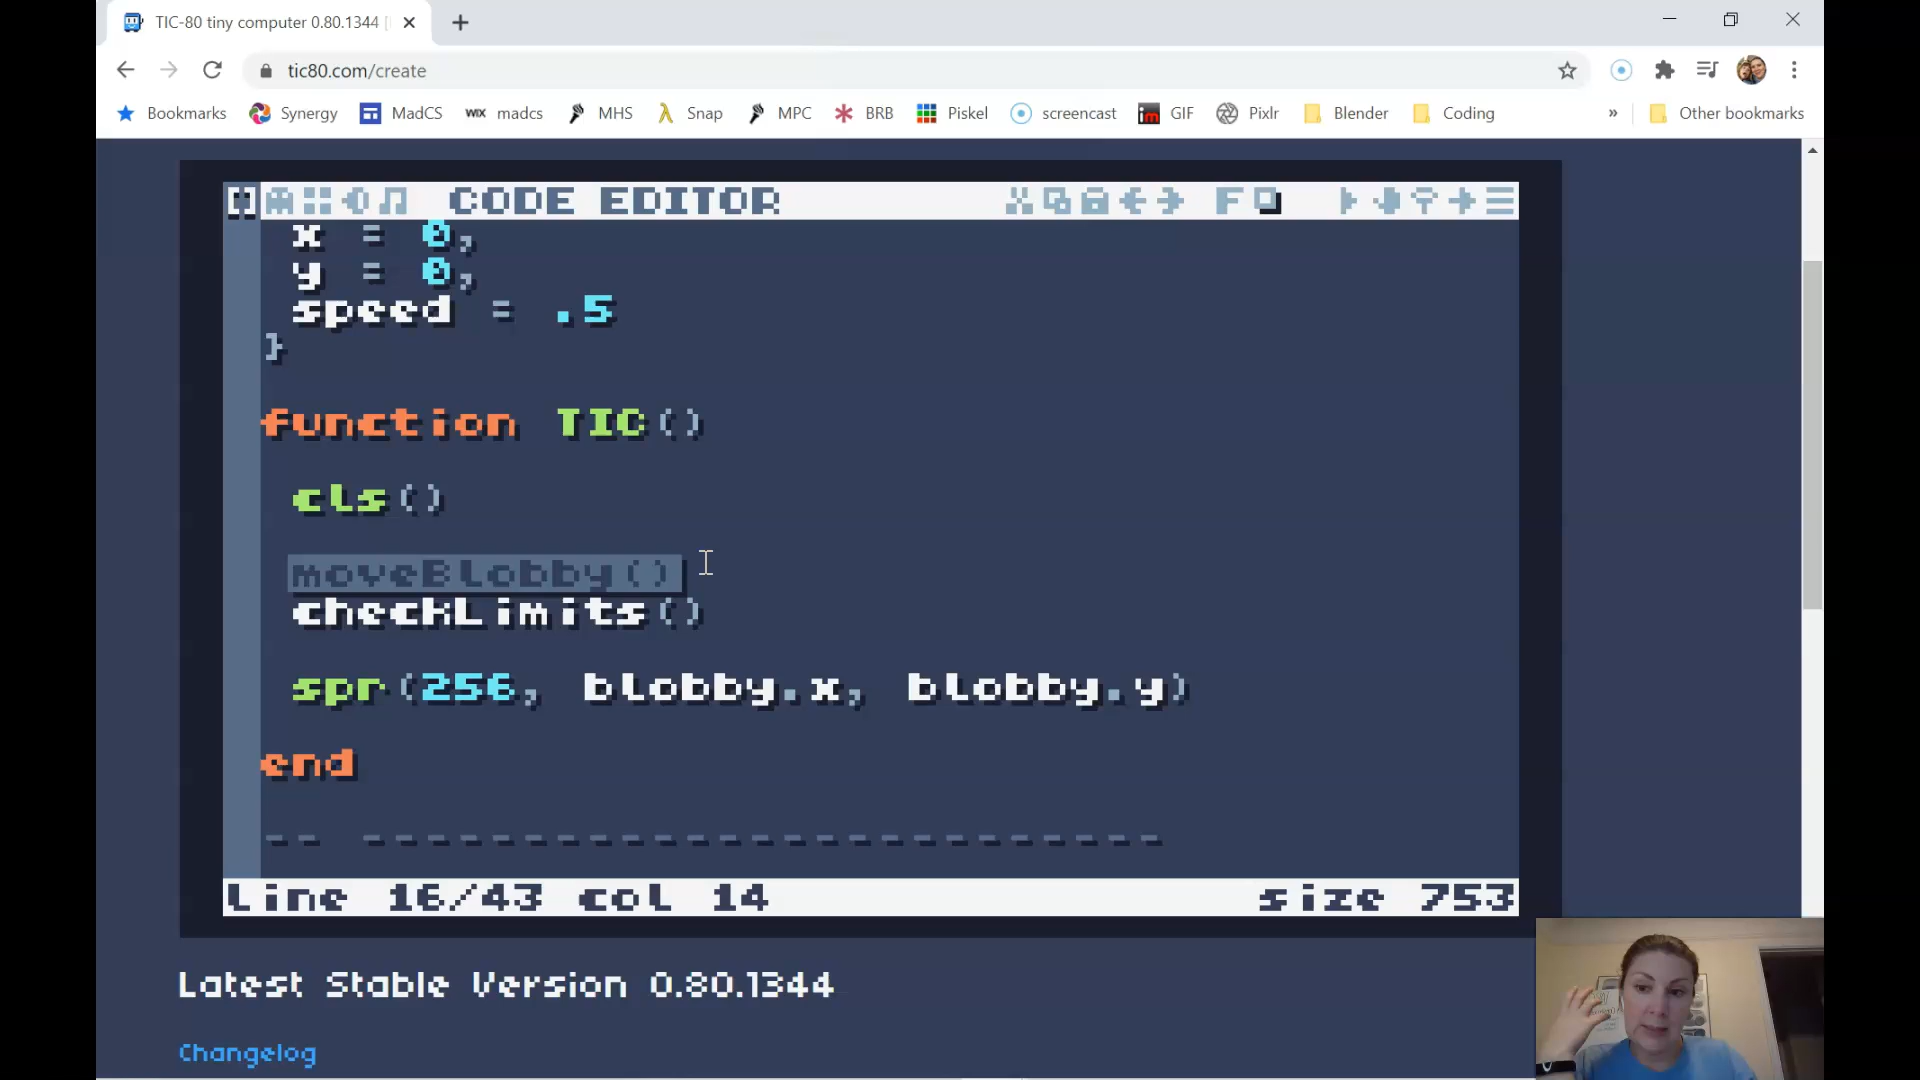 TIC-80 tiny computer 0.80.1344 [
tic80.com/create
Bookmarks Synergy MadCS WIX madcs MHS Snap MPC BRB Piskel screencast im GIF Pixlr Blender Coding » Other bookmarks
CODE EDITOR F
x = 0,
y = 0,
speed = .5
}
function TIC()
cls()
moveBlobby()
checkLimits()
spr(256, blobby.x, blobby.y)
end
-- -------------------------
line 16/43 col 14 size 753
Latest Stable Version 0.80.1344
Changelog